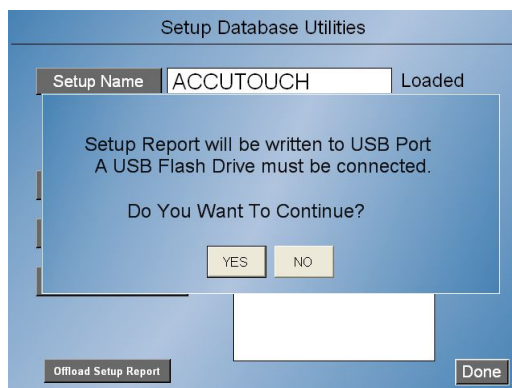 Setup Database Utilities
Setup Name ACCUTOUCH Loaded
Setup Report will be written to USB Port
A USB Flash Drive must be connected.
Do You Want To Continue?
YES NO
Offload Setup Report Done